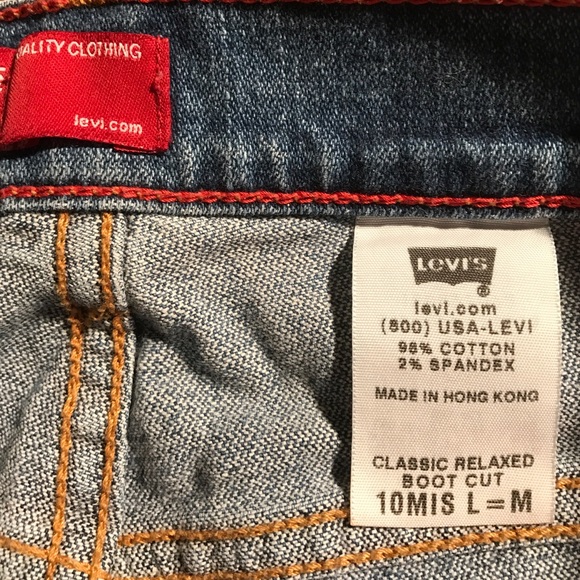 ALITY CLOTHING
levi.com
LEVI'S
®
levi.com
(800) USA-LEVI
98% COTTON
2% SPANDEX
MADE IN HONG KONG
CLASSIC RELAXED
BOOT CUT
10MIS L=M